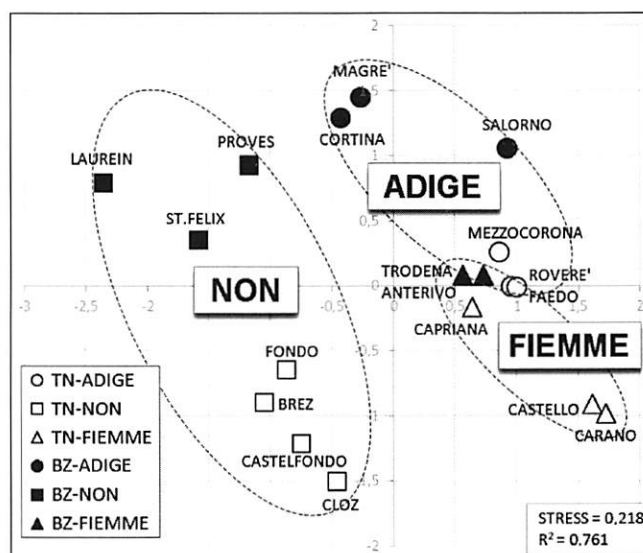 2
MAGRE'
1,5
CORTINA
SALORNO
PROVES
LAUREIN
1
ADIGE
ST.FELIX
0,5
MEZZOCORONA
TRODENA
ROVERE'
ANTERIVO
FAEDO
0
-3 -2 -1 0 0,5 1 1,5 2
NON
CAPRIANA
FIEMME
-0,5
FONDO
BREZ
CASTELLO
CARANO
-1
CASTELFONDO
CLOZ
-1,5
-2
TN-ADIGE
TN-NON
TN-FIEMME
BZ-ADIGE
BZ-NON
BZ-FIEMME
STRESS = 0,218
R² = 0.761